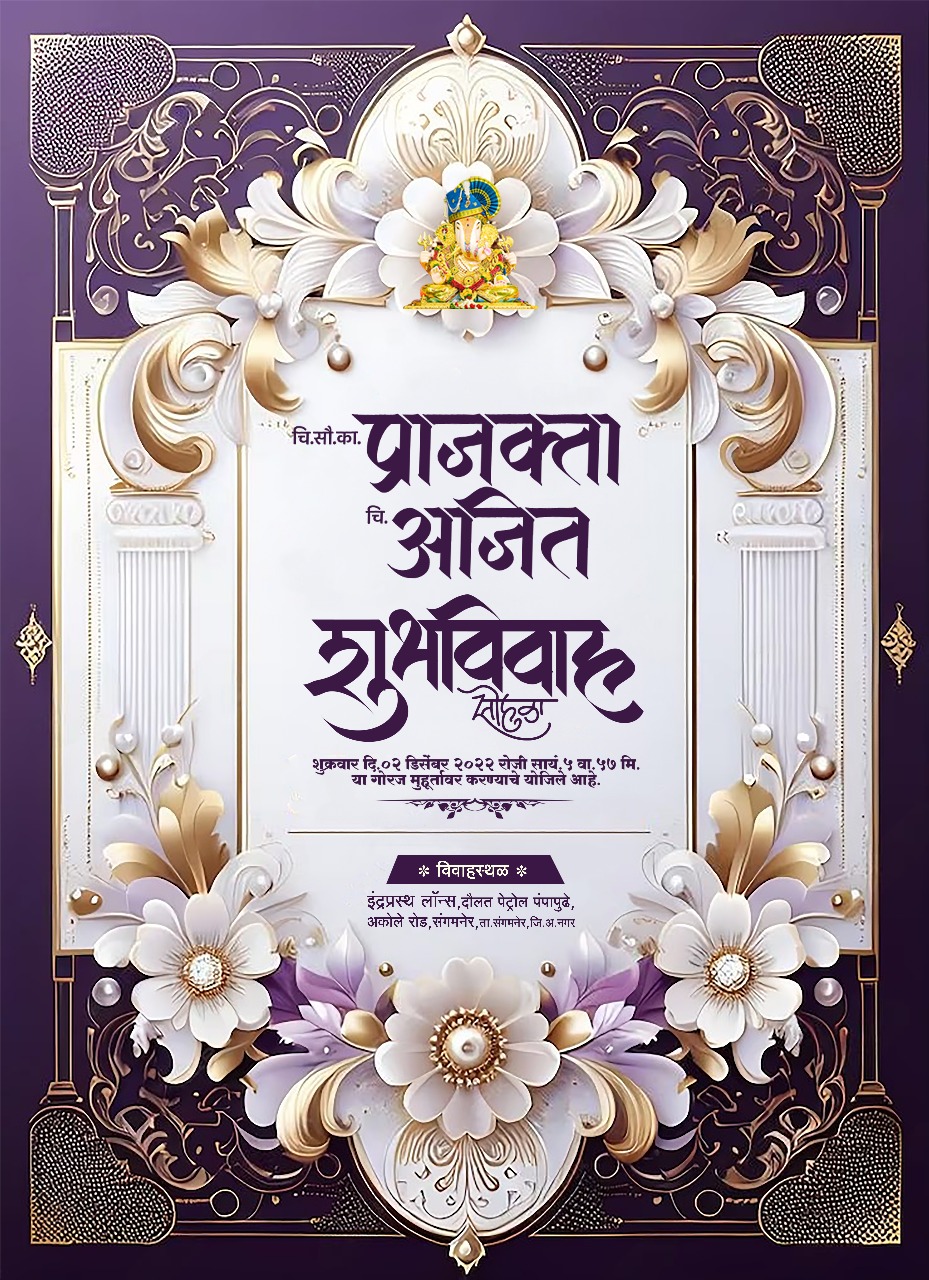 चि.सौ.का. प्राजक्ता
चि. अजित
शुभविवाह
सोहळा
शुक्रवार दि.०२ डिसेंबर २०२२ रोजी सायं.५ वा.५७ मि.
या गोरज मुहूर्तावर करण्याचे योजिले आहे.
❇ विवाहस्थळ ❇
इंद्रप्रस्थ लॉन्स,दौलत पेट्रोल पंपापुढे,
अकोले रोड,संगमनेर,ता.संगमनेर,जि.अ.नगर